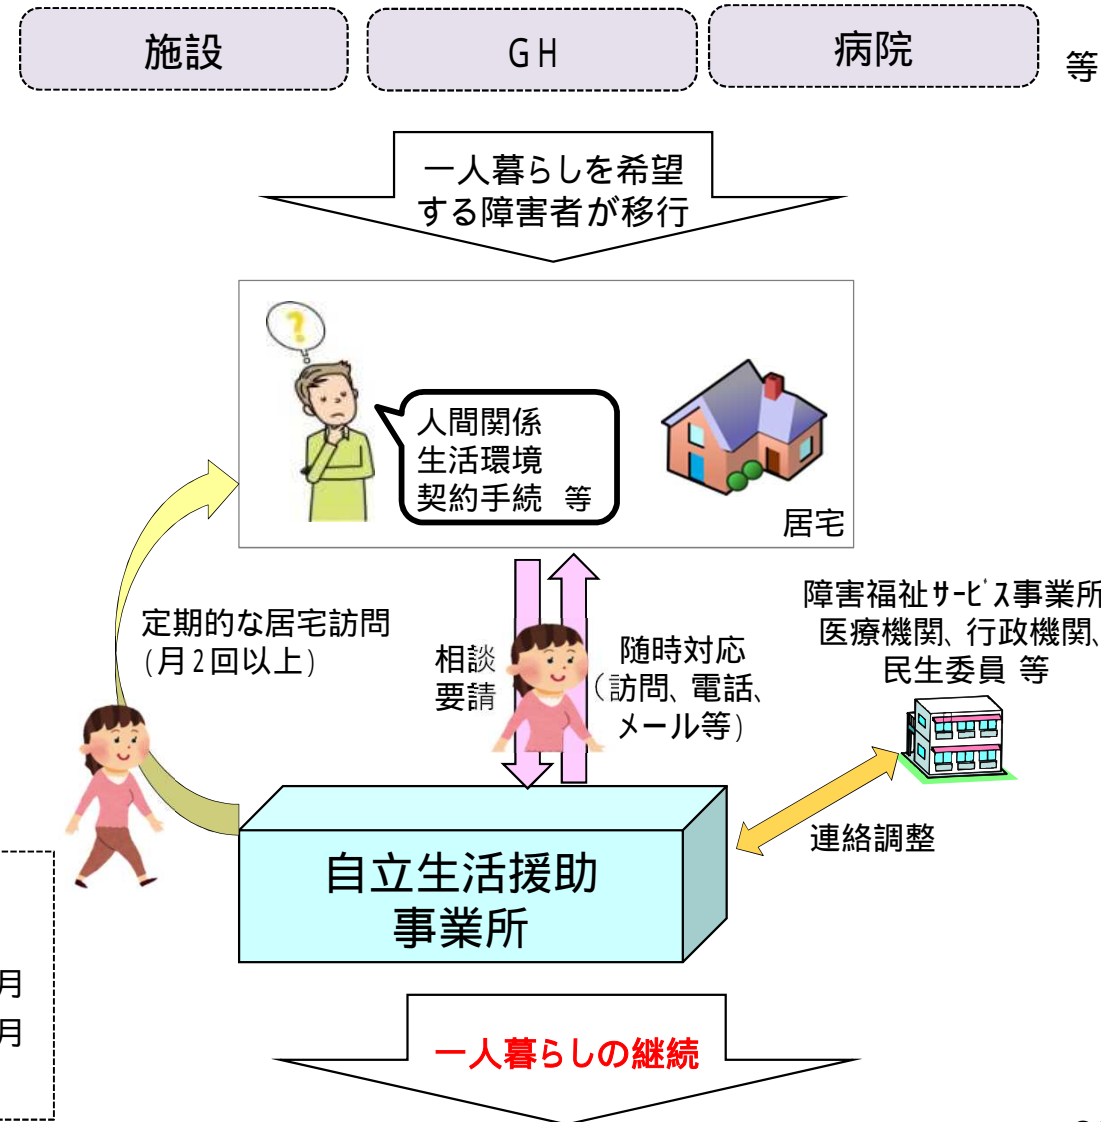 施設
GH
病院
等
一人暮らしを希望
する障害者が移行
?
人間関係
生活環境
契約手続 等
居宅
定期的な居宅訪問
(月2回以上)
相談
要請
随時対応
(訪問、電話、
メール等)
障害福祉サービス事業所
医療機関、行政機関、
民生委員 等
連絡調整
自立生活援助
事業所
月
月
一人暮らしの継続